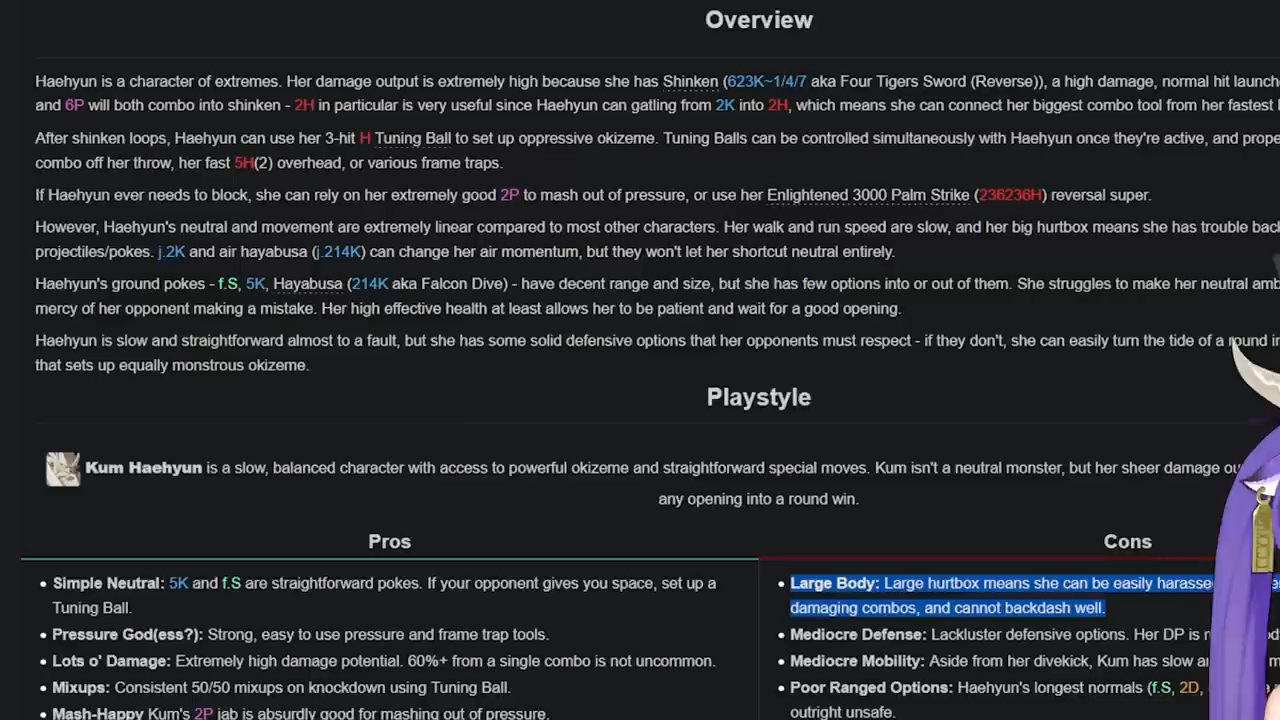 Overview
Haehyun is a character of extremes. Her damage output is extremely high because she has Shinken (623K~1/4/7 aka Four Tigers Sword (Reverse)), a high damage, normal hit
and 6P will both combo into shinken - 2H in particular is very useful since Haehyun can gatling from 2K into 2H, which means she can connect her biggest combo tool from her fastest
After shinken loops, Haehyun can use her 3-hit H Tuning Ball to set up oppressive okizeme. Tuning Balls can be controlled simultaneously with Haehyun once they're active, and
combo off her throw, her fast 5H(2) overhead, or various frame traps.
If Haehyun ever needs to block, she can rely on her extremely good 2P to mash out of pressure, or use her Enlightened 3000 Palm Strike (236236H) reversal super.
However, Haehyun's neutral and movement are extremely linear compared to most other characters. Her walk and run speed are slow, and her big hurtbox means she has trouble
projectiles/pokes. j.2K and air hayabusa (j.214K) can change her air momentum, but they won't let her shortcut neutral entirely.
Haehyun's ground pokes - f.S, 5K, Hayabusa (214K aka Falcon Dive) - have decent range and size, but she has few options into or out of them. She struggles to make her neutral
mercy of her opponent making a mistake. Her high effective health at least allows her to be patient and wait for a good opening.
Haehyun is slow and straightforward almost to a fault, but she has some solid defensive options that her opponents must respect - if they don't, she can easily turn the tide of a round
that sets up equally monstrous okizeme.
Playstyle
Kum Haehyun is a slow, balanced character with access to powerful okizeme and straightforward special moves. Kum isn't a neutral monster, but her sheer damage
any opening into a round win.
Pros
Cons
• Simple Neutral: 5K and f.S are straightforward pokes. If your opponent gives you space, set up a
Tuning Ball.
• Pressure God(ess?): Strong, easy to use pressure and frame trap tools.
• Lots o' Damage: Extremely high damage potential. 60%+ from a single combo is not uncommon.
• Mixups: Consistent 50/50 mixups on knockdown using Tuning Ball.
• Mash-Happy Kum's 2P jab is absurdly good for mashing out of pressure.
• Large Body: Large hurtbox means she can be easily
damaging combos, and cannot backdash well.
• Mediocre Defense: Lackluster defensive options. Her DP is
• Mediocre Mobility: Aside from her divekick, Kum has slow
• Poor Ranged Options: Haehyun's longest normals (f.S, 2D,
outright unsafe.